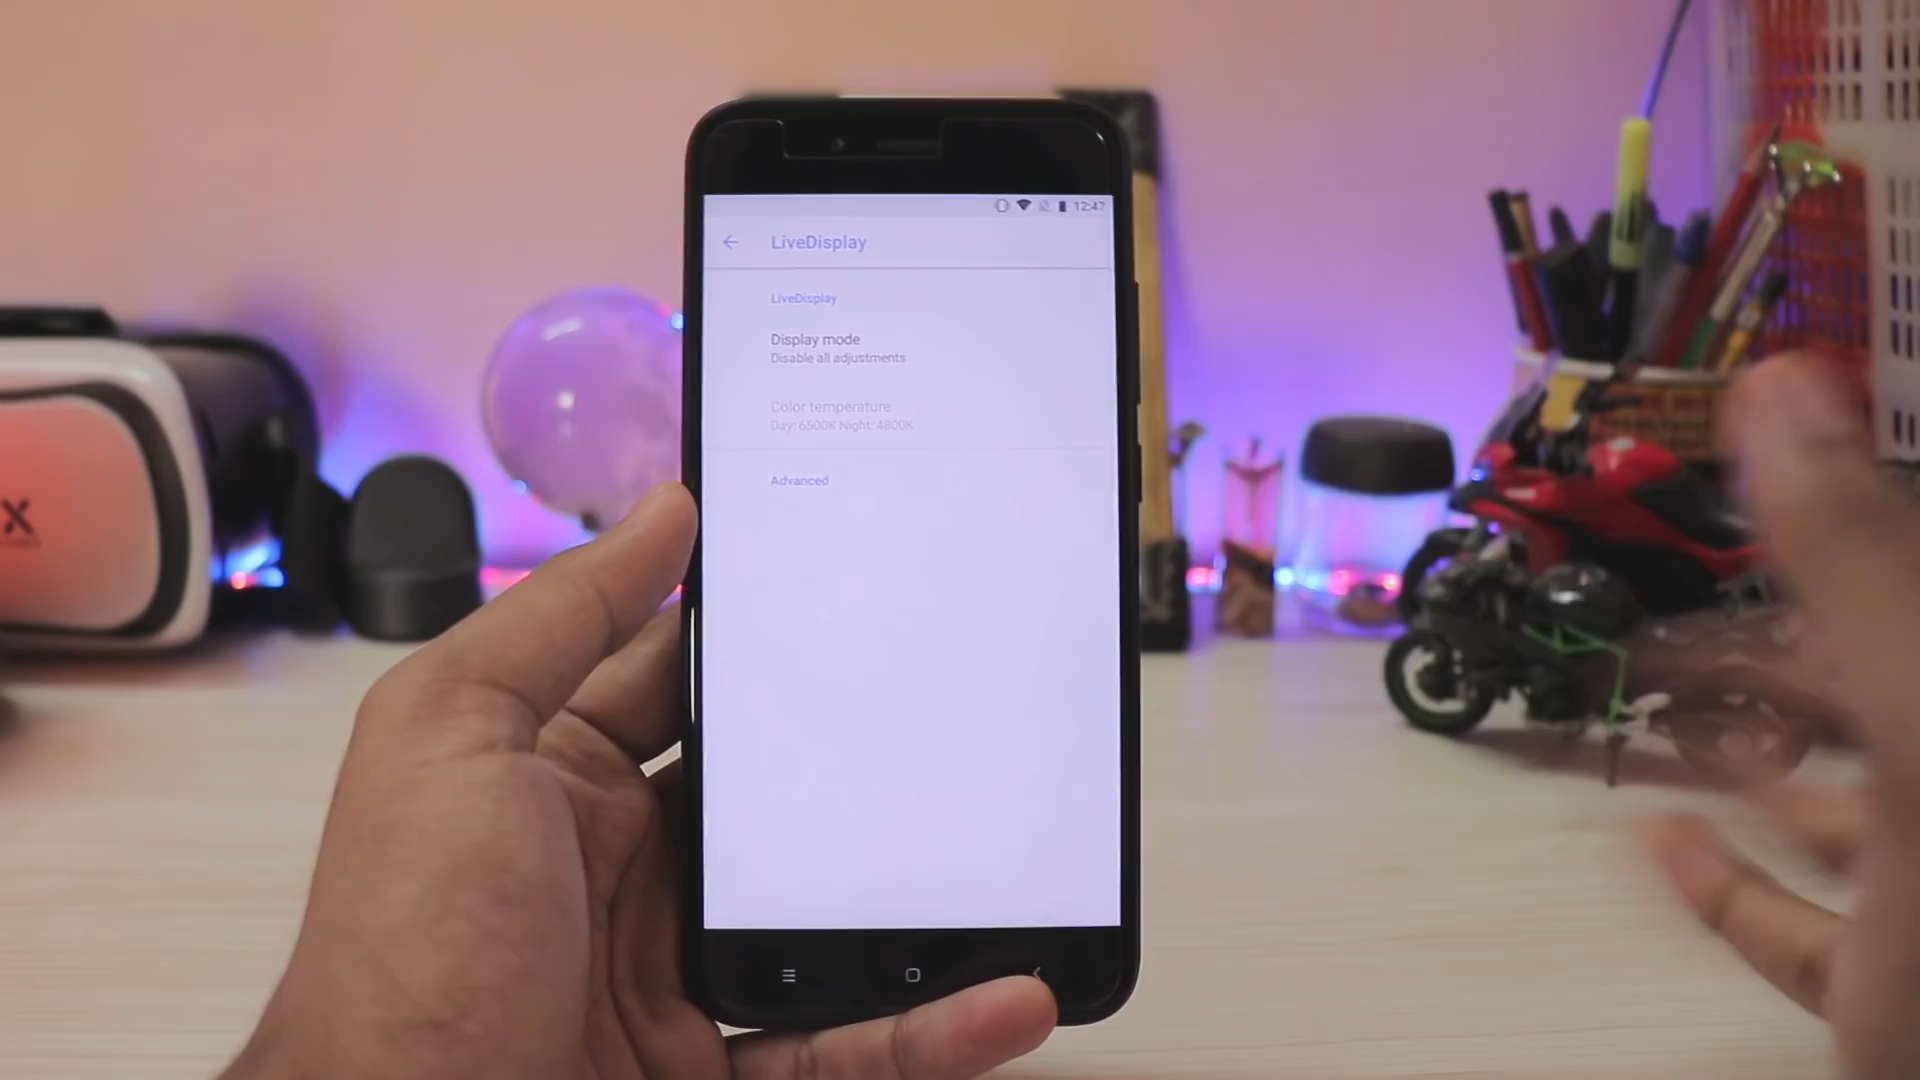 12:47
LiveDisplay
LiveDisplay
Display mode
Disable all adjustments
Color temperature
Day: 6500K Night: 4800K
Advanced
X